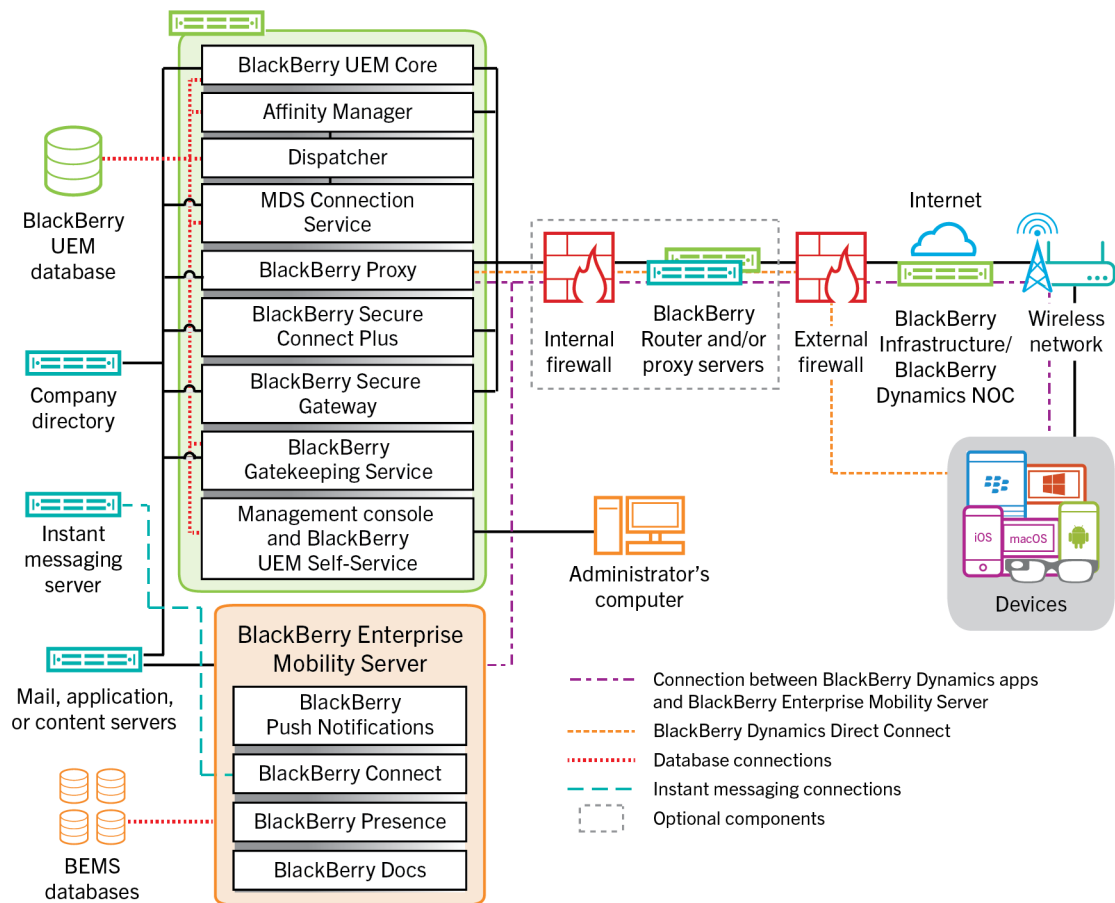 BlackBerry UEM Core
Affinity Manager
Dispatcher
MDS Connection
Service
BlackBerry Proxy
BlackBerry Secure
Connect Plus
BlackBerry Secure
Gateway
BlackBerry
Gatekeeping Service
Management console
and BlackBerry
UEM Self-Service
BlackBerry
UEM
database
Company
directory
Instant
messaging
server
Mail, application,
or content servers
BEMS
databases
BlackBerry Enterprise
Mobility Server
BlackBerry
Push Notifications
BlackBerry Connect
BlackBerry Presence
BlackBerry Docs
Internal
firewall
BlackBerry
Router and/or
proxy servers
External
firewall
Internet
BlackBerry
Infrastructure/
BlackBerry
Dynamics NOC
Wireless
network
Administrator's
computer
iOS
macOS
Devices
Connection between BlackBerry Dynamics apps
and BlackBerry Enterprise Mobility Server
BlackBerry Dynamics Direct Connect
Database connections
Instant messaging connections
Optional components